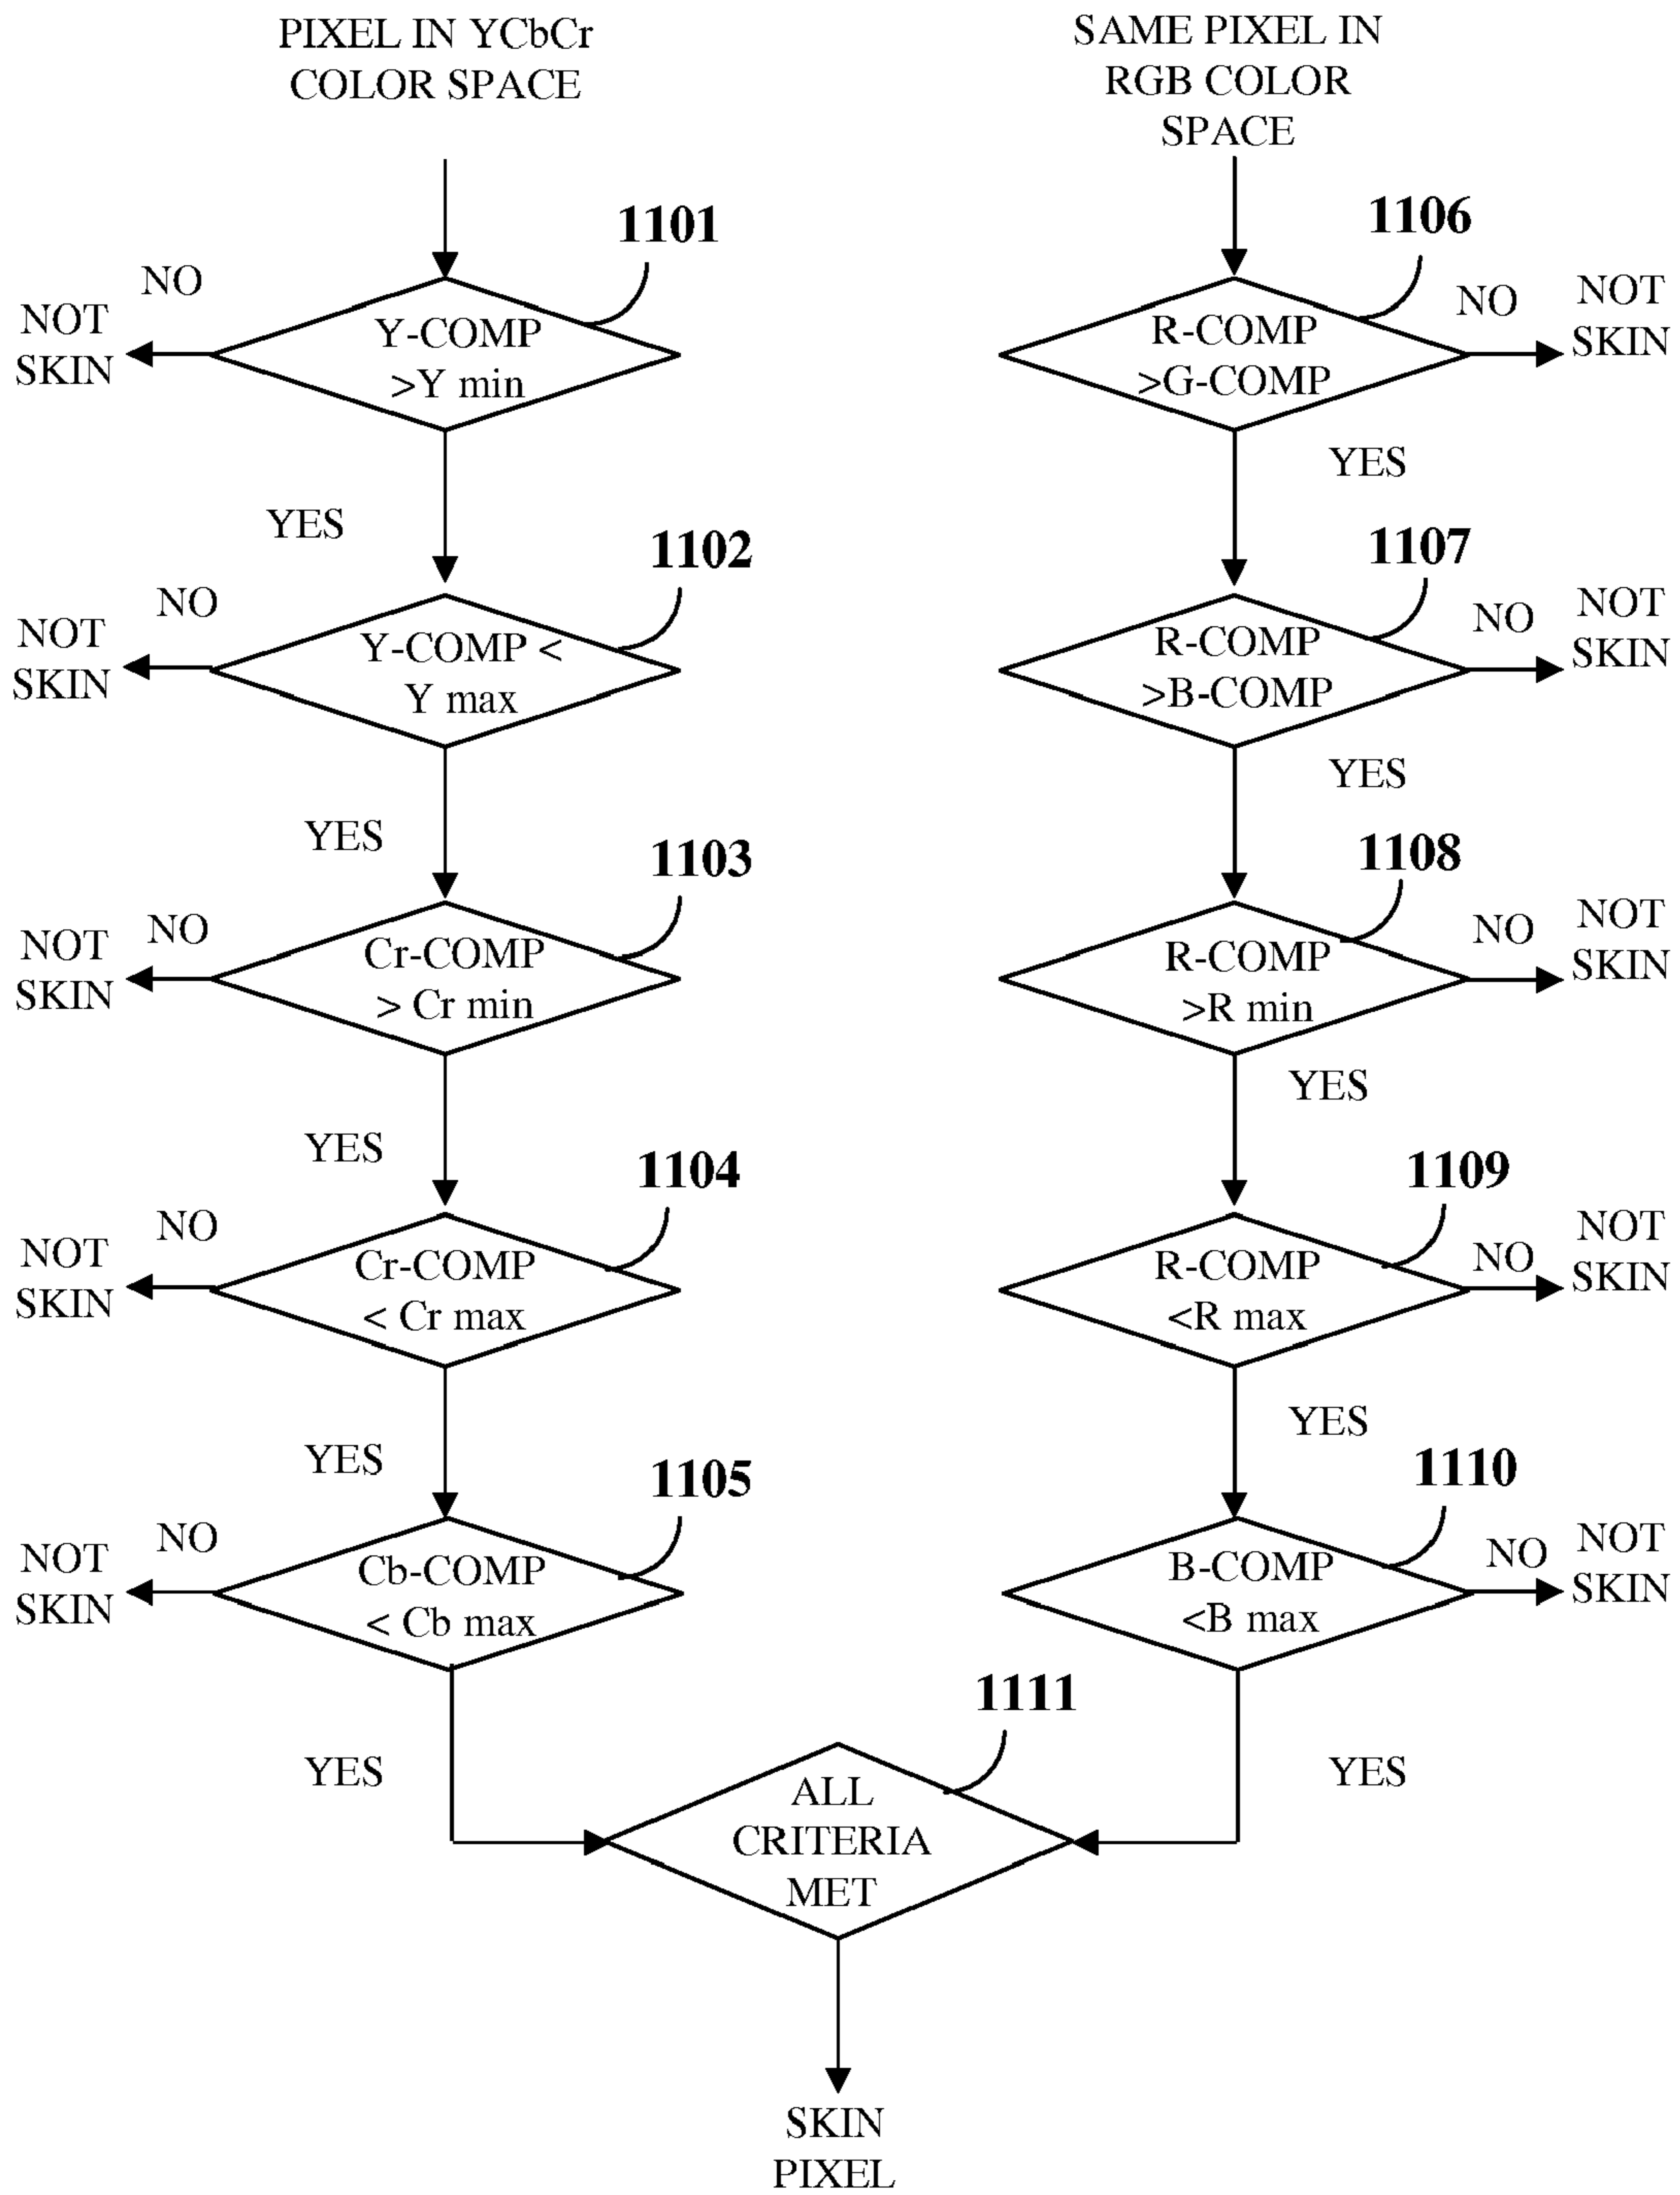 PIXEL IN YCbCr
COLOR SPACE
SAME PIXEL IN
RGB COLOR
SPACE
1101
NO
NOT
SKIN
Y-COMP
>Y min
YES
1102
NO
NOT
SKIN
Y-COMP <
Y max
YES
1103
NO
NOT
SKIN
Cr-COMP
> Cr min
YES
1104
NO
NOT
SKIN
Cr-COMP
< Cr max
YES
1105
NO
NOT
SKIN
Cb-COMP
< Cb max
YES
1106
R-COMP
>G-COMP
NO
NOT
SKIN
YES
1107
R-COMP
>B-COMP
NO
NOT
SKIN
YES
1108
R-COMP
>R min
NO
NOT
SKIN
YES
1109
R-COMP
<R max
NO
NOT
SKIN
YES
1110
B-COMP
<B max
NO
NOT
SKIN
YES
1111
ALL
CRITERIA
MET
SKIN
PIXEL